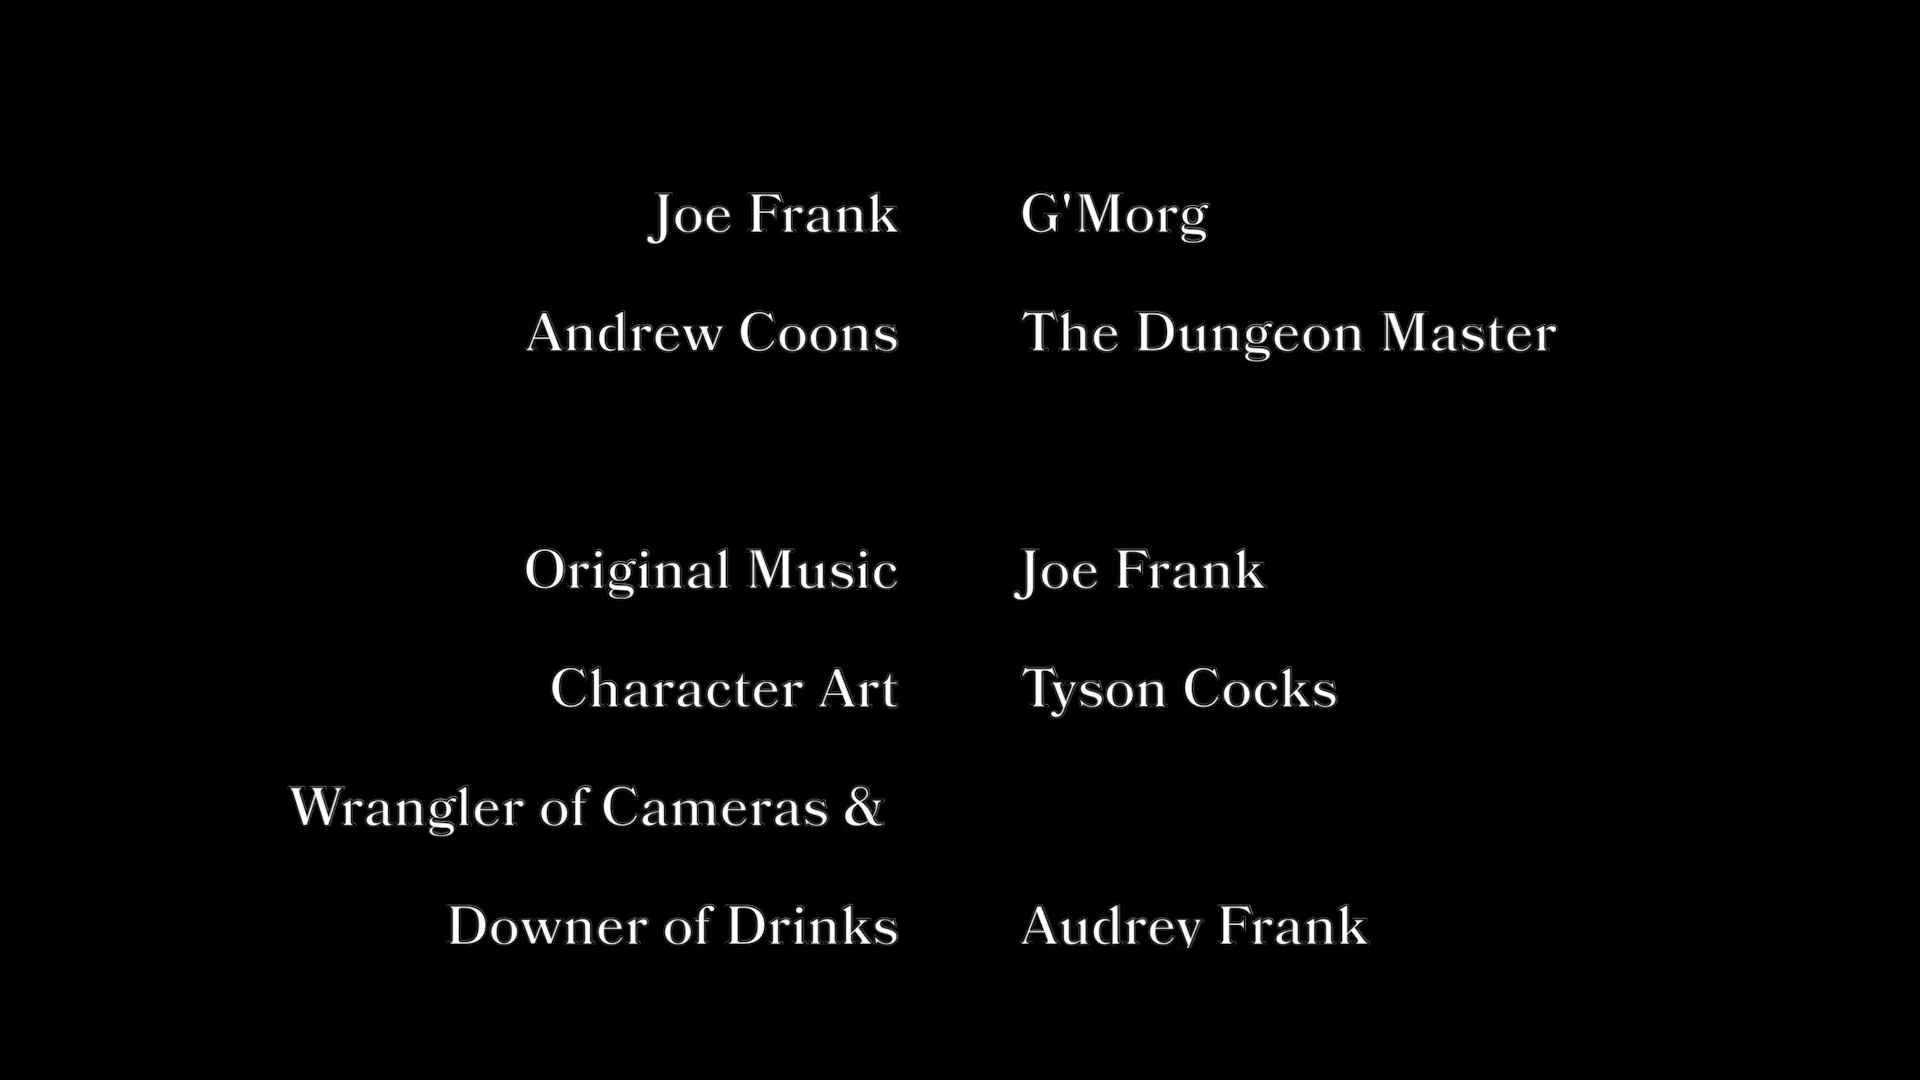 Joe Frank G'Morg
Andrew Coons The Dungeon Master
Original Music Joe Frank
Character Art Tyson Cocks
Wrangler of Cameras &
Downer of Drinks Audrey Frank